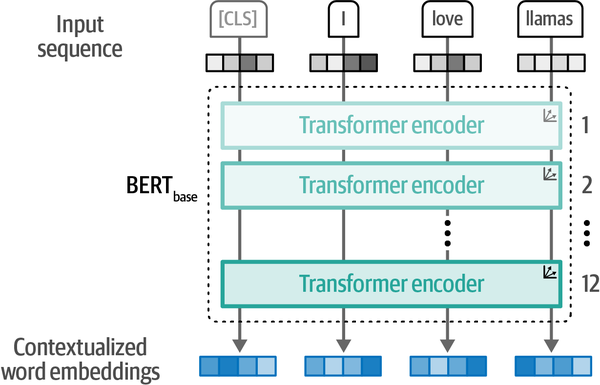 Input
sequence
[CLS]
I
love
llamas
Transformer encoder
1
BERTbase
Transformer encoder
2
Transformer encoder
12
Contextualized
word embeddings